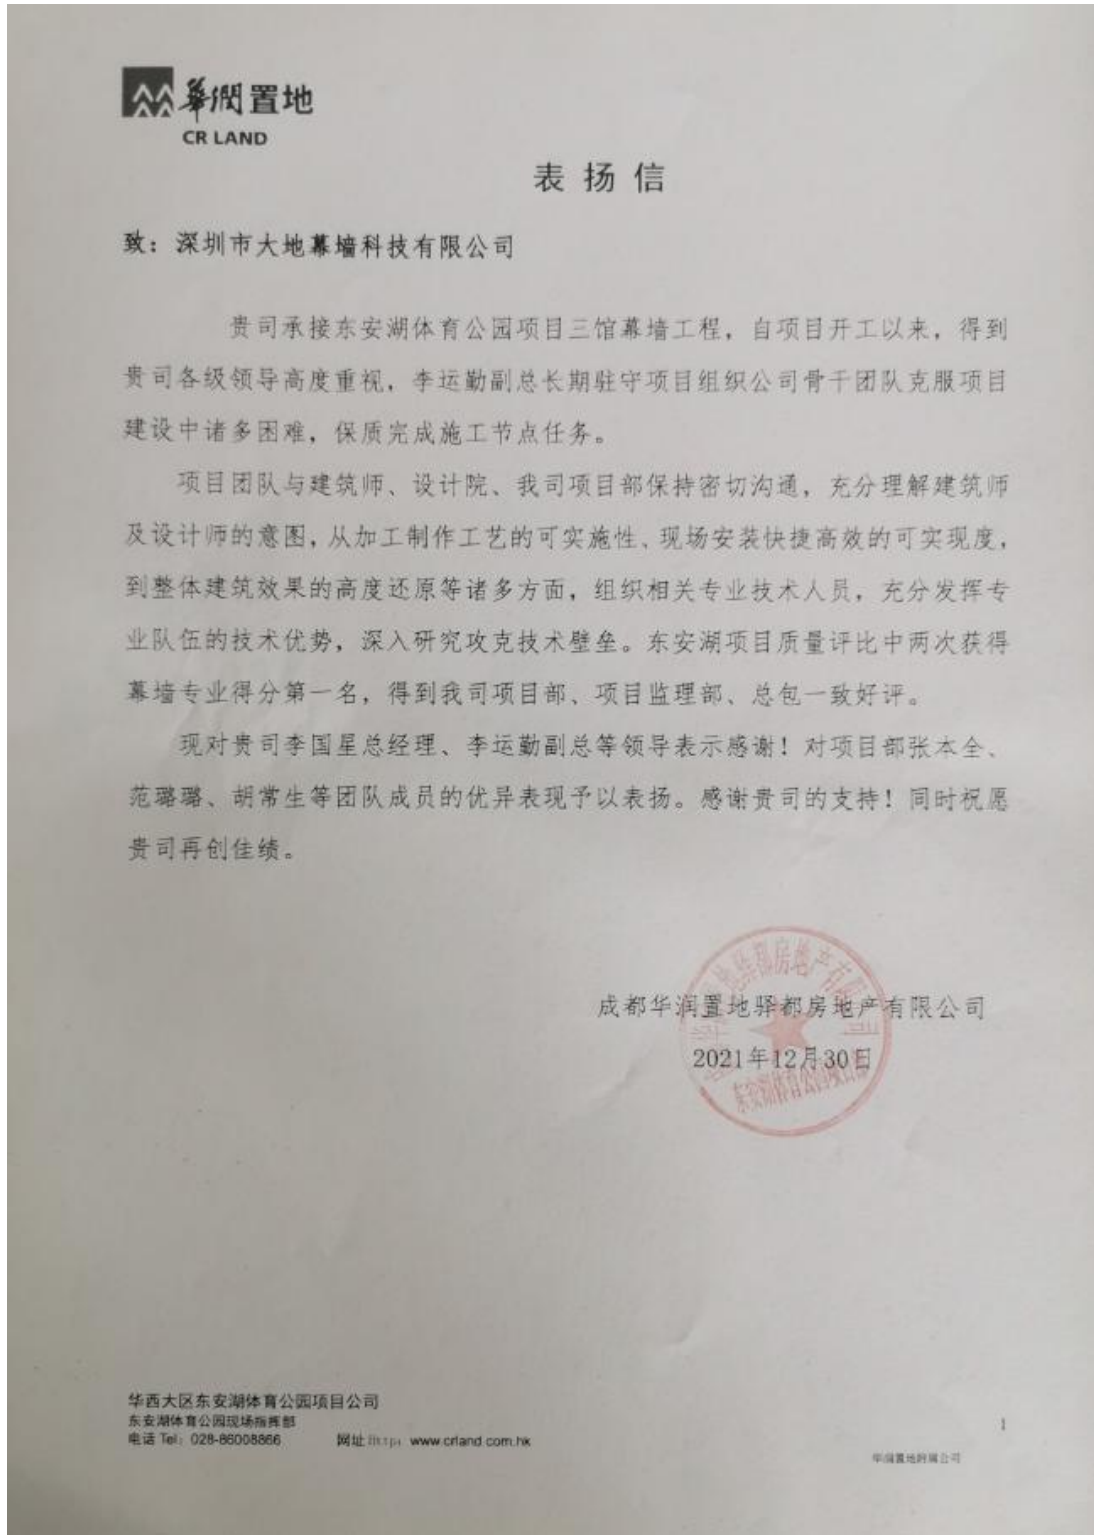 華潤置地
CR LAND
表扬信
致：深圳市大地幕墙科技有限公司
贵司承接东安湖体育公园项目三馆幕墙工程，自项目开工以来，得到
贵司各级领导高度重视，李运勤副总长期驻守项目组织公司骨干团队克服项目
建设中诸多困难，保质完成施工节点任务。
项目团队与建筑师、设计院、我司项目部保持密切沟通，充分理解建筑师
及设计师的意图，从加工制作工艺的可实施性、现场安装快捷高效的可实现度，
到整体建筑效果的高度还原等诸多方面，组织相关专业技术人员，充分发挥专
业队伍的技术优势，深入研究攻克技术壁垒。东安湖项目质量评比中两次获得
幕墙专业得分第一名，得到我司项目部、项目监理部、总包一致好评。
现对贵司李国星总经理、李运勤副总等领导表示感谢！对项目部张本全、
范璐璐、胡常生等团队成员的优异表现予以表扬。感谢贵司的支持！同时祝愿
贵司再创佳绩。
成都华润置地驿都房地产有限公司
2021年12月30日
东安湖体育公园项目部
华西大区东安湖体育公园项目公司
东安湖体育公园现场指挥部
电话 Tel：028-86008866 网址 Http：www.crland.com.hk
1
华润置地附属公司